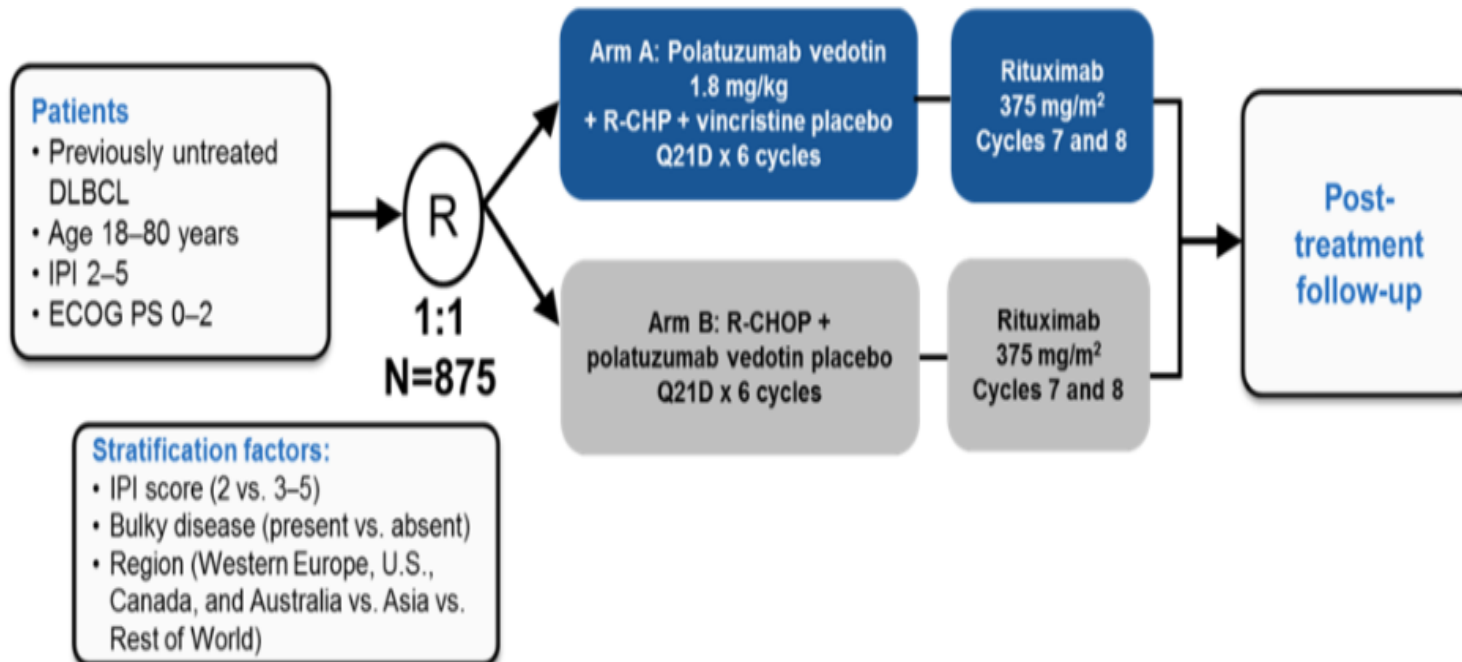 Patients
• Previously untreated
DLBCL
• Age 18–80 years
• IPI 2–5
• ECOG PS 0–2
R
1:1
N=875
Stratification factors:
• IPI score (2 vs. 3–5)
• Bulky disease (present vs. absent)
• Region (Western Europe, U.S.,
Canada, and Australia vs. Asia vs.
Rest of World)
Arm A: Polatuzumab vedotin
1.8 mg/kg
+ R-CHP + vincristine placebo
Q21D x 6 cycles
Rituximab
375 mg/m²
Cycles 7 and 8
Arm B: R-CHOP +
polatuzumab vedotin placebo
Q21D x 6 cycles
Rituximab
375 mg/m²
Cycles 7 and 8
Post-
treatment
follow-up